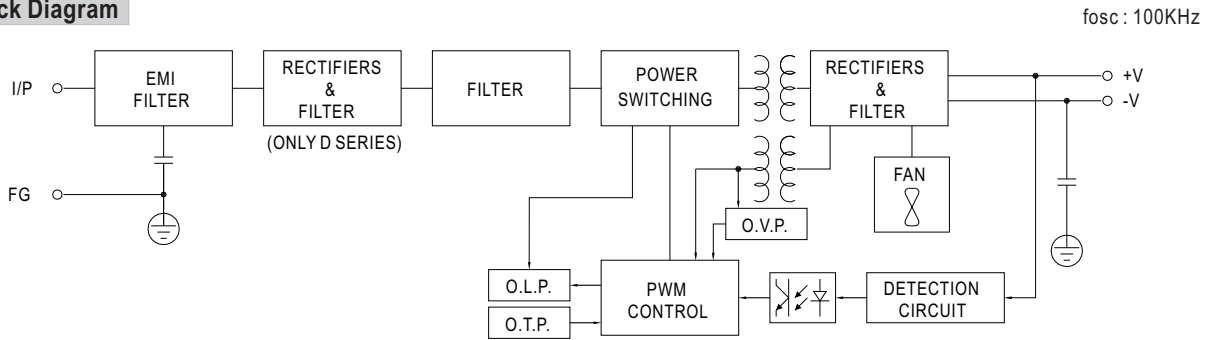 Diagram
fosc : 100KHz
I/P
EMI
FILTER
RECTIFIERS
&
FILTER
(ONLY D SERIES)
FILTER
POWER
SWITCHING
RECTIFIERS
&
FILTER
+V
-V
FG
FAN
O.V.P.
O.L.P.
O.T.P.
PWM
CONTROL
DETECTION
CIRCUIT